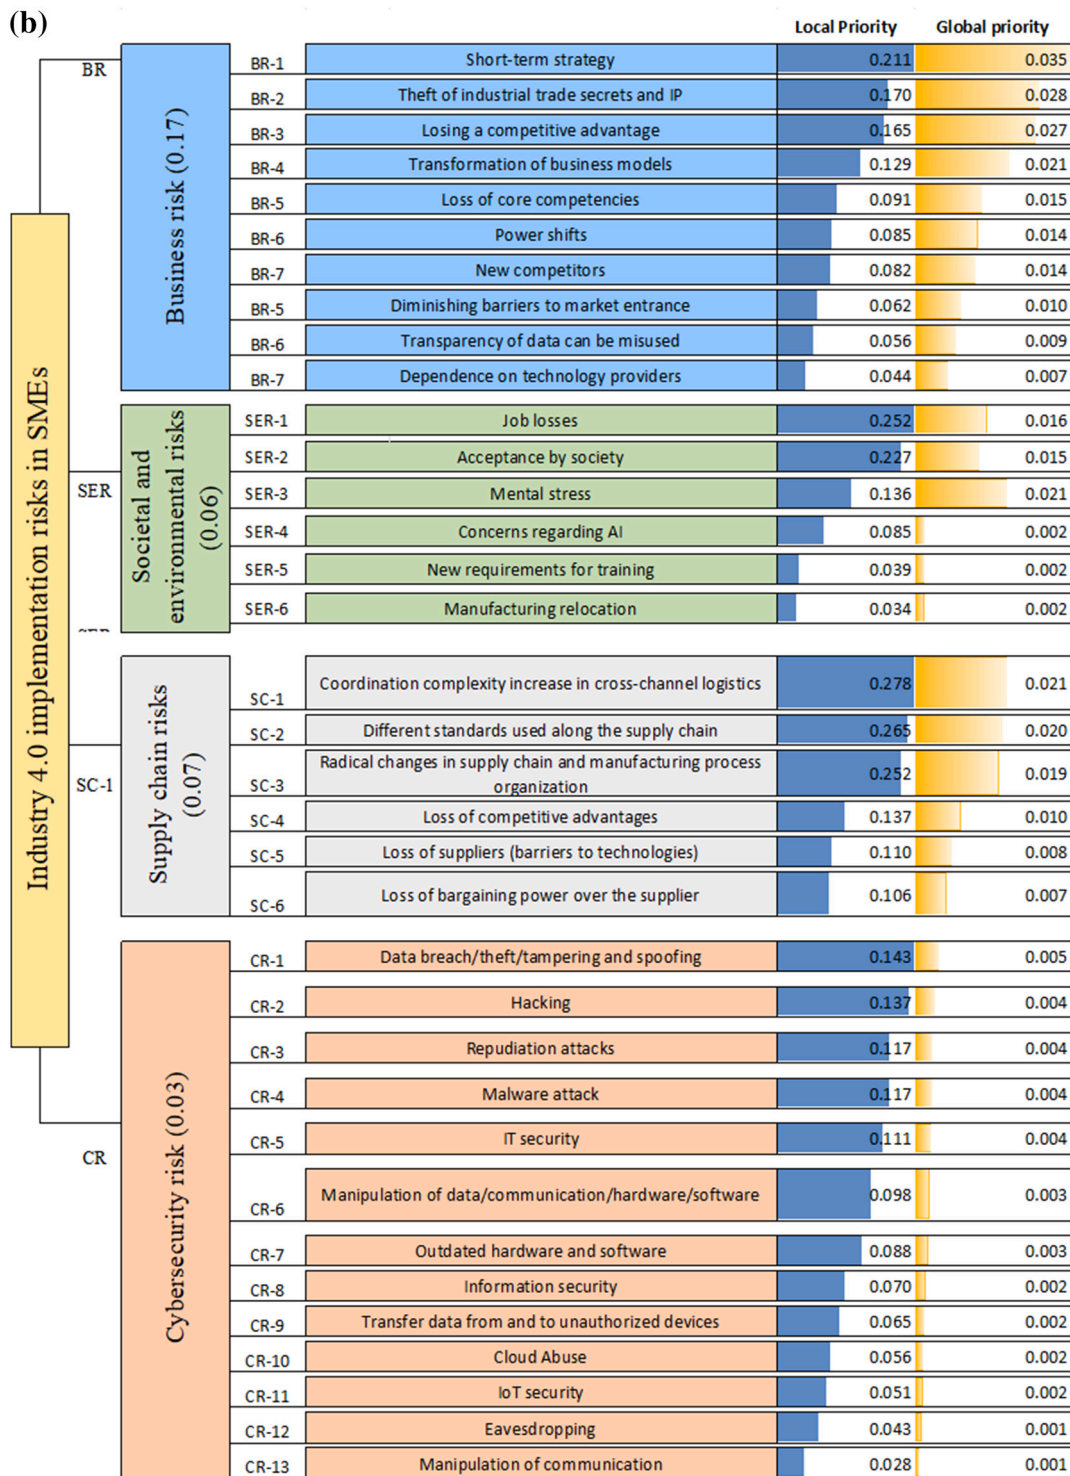 (b)
Local Priority Global priority
Industry 4.0 implementation risks in SMEs
BR
Business risk (0.17)
BR-1 Short-term strategy 0.211 0.035
BR-2 Theft of industrial trade secrets and IP 0.170 0.028
BR-3 Losing a competitive advantage 0.165 0.027
BR-4 Transformation of business models 0.129 0.021
BR-5 Loss of core competencies 0.091 0.015
BR-6 Power shifts 0.085 0.014
BR-7 New competitors 0.082 0.014
BR-5 Diminishing barriers to market entrance 0.062 0.010
BR-6 Transparency of data can be misused 0.056 0.009
BR-7 Dependence on technology providers 0.044 0.007
SER
Societal and
environmental risks
(0.06)
SER-1 Job losses 0.252 0.016
SER-2 Acceptance by society 0.227 0.015
SER-3 Mental stress 0.136 0.021
SER-4 Concerns regarding AI 0.085 0.002
SER-5 New requirements for training 0.039 0.002
SER-6 Manufacturing relocation 0.034 0.002
SC-1
Supply chain risks
(0.07)
SC-1 Coordination complexity increase in cross-channel logistics 0.278 0.021
SC-2 Different standards used along the supply chain 0.265 0.020
SC-3 Radical changes in supply chain and manufacturing process
organization 0.252 0.019
SC-4 Loss of competitive advantages 0.137 0.010
SC-5 Loss of suppliers (barriers to technologies) 0.110 0.008
SC-6 Loss of bargaining power over the supplier 0.106 0.007
CR
Cybersecurity risk (0.03)
CR-1 Data breach/theft/tampering and spoofing 0.143 0.005
CR-2 Hacking 0.137 0.004
CR-3 Repudiation attacks 0.117 0.004
CR-4 Malware attack 0.117 0.004
CR-5 IT security 0.111 0.004
CR-6 Manipulation of data/communication/hardware/software 0.098 0.003
CR-7 Outdated hardware and software 0.088 0.003
CR-8 Information security 0.070 0.002
CR-9 Transfer data from and to unauthorized devices 0.065 0.002
CR-10 Cloud Abuse 0.056 0.002
CR-11 IoT security 0.051 0.002
CR-12 Eavesdropping 0.043 0.001
CR-13 Manipulation of communication 0.028 0.001